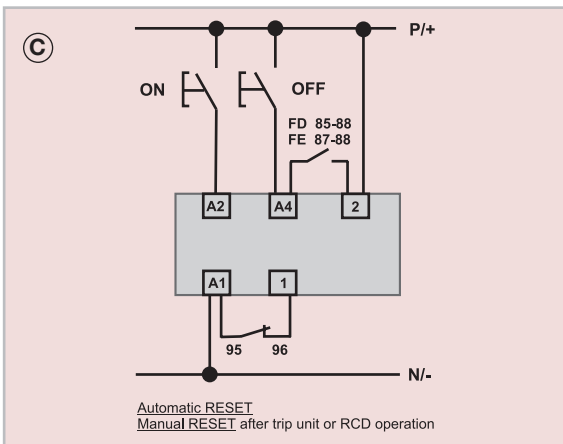 C
P/+
ON
OFF
FD 85-88
FE 87-88
A2 A4 2
A1 1
95 96
N/-
Automatic RESET
Manual RESET after trip unit or RCD operation